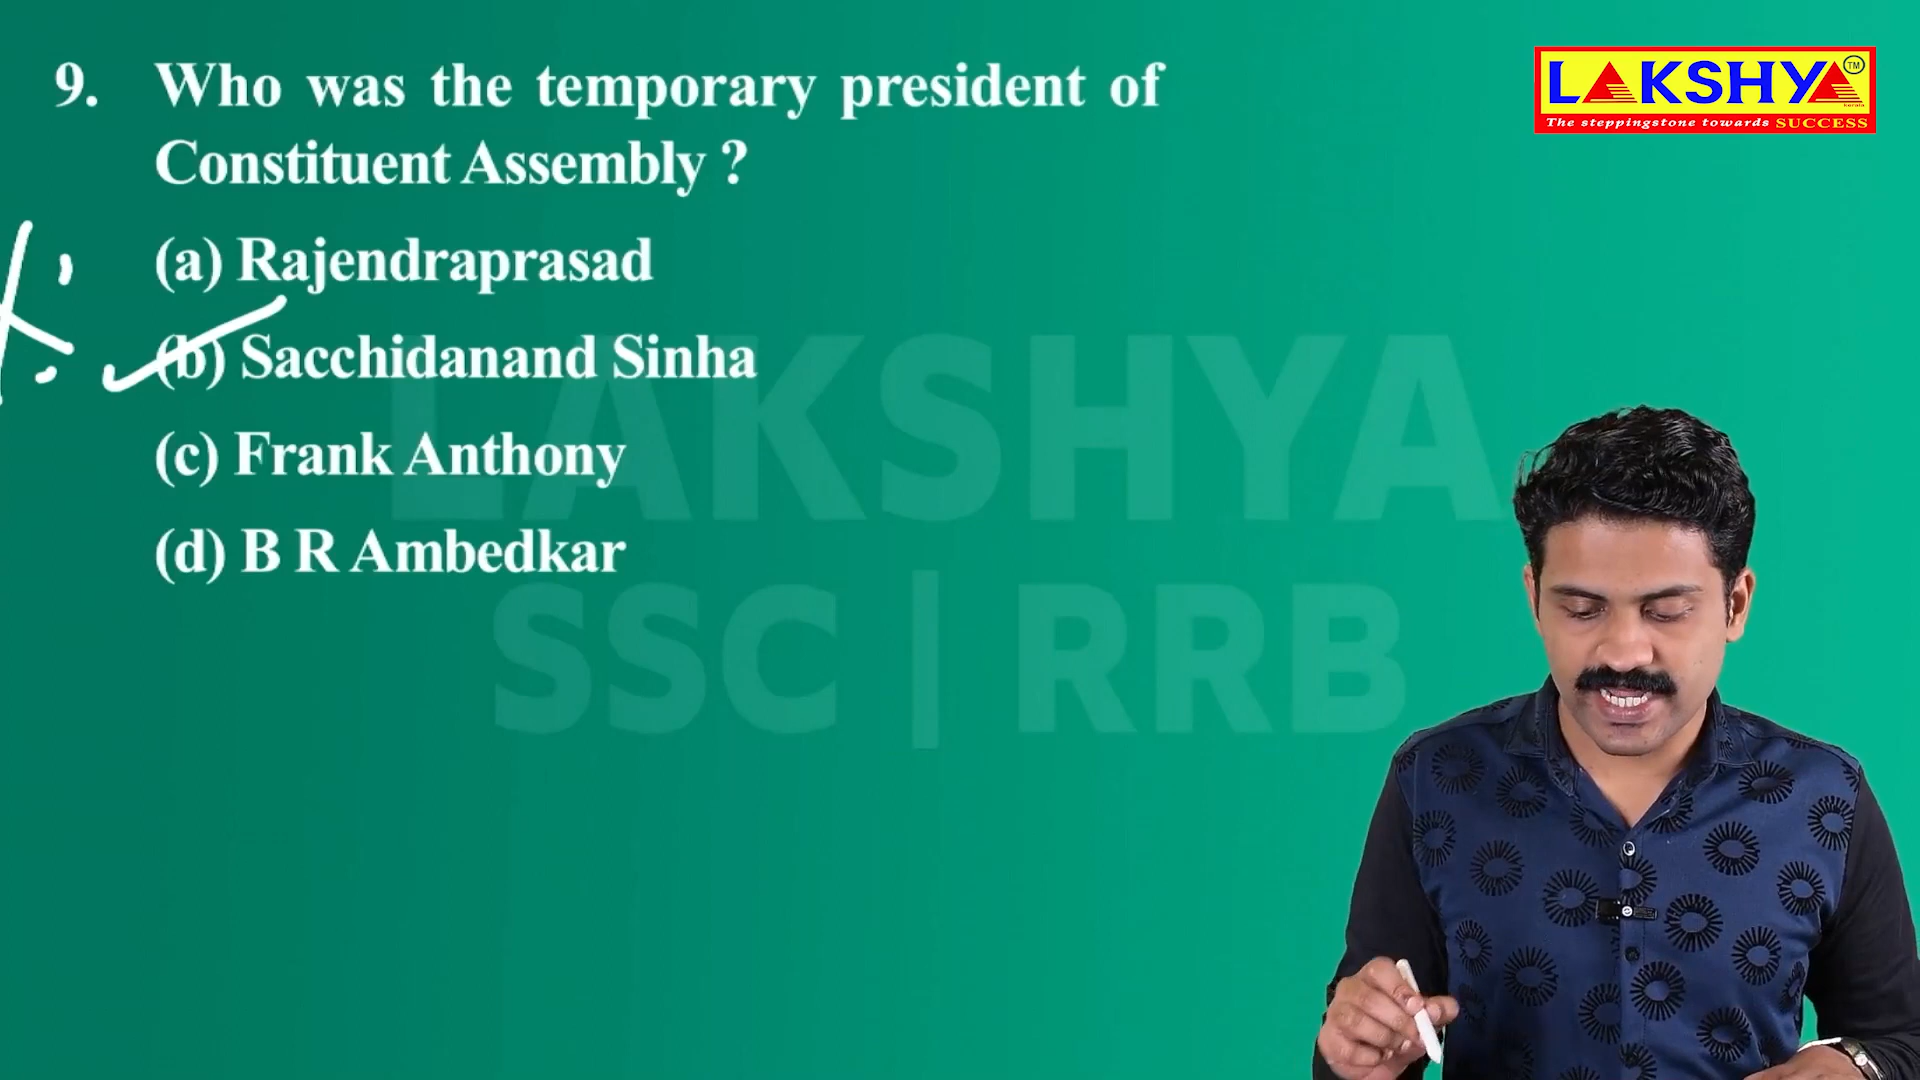 9. Who was the temporary president of
Constituent Assembly ?
(a) Rajendraprasad
(b) Sacchidanand Sinha
(c) Frank Anthony
(d) B R Ambedkar
LAKSHYA TM
The steppingstone towards SUCCESS
LAKSHYA
SSC | RRB